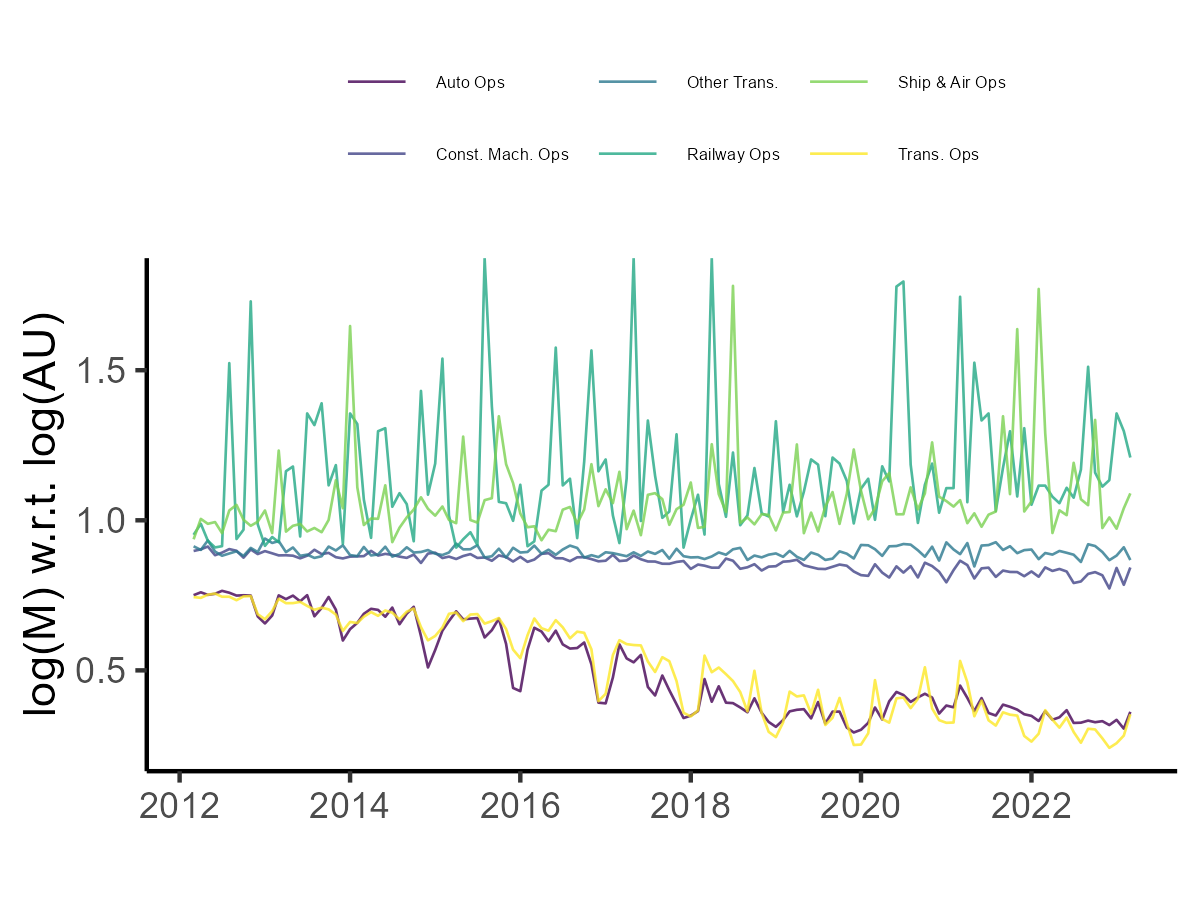 Auto Ops Other Trans. Ship & Air Ops
Const. Mach. Ops Railway Ops Trans. Ops
log(M) w.r.t. log(AU)
1.5
1.0
0.5
2012 2014 2016 2018 2020 2022